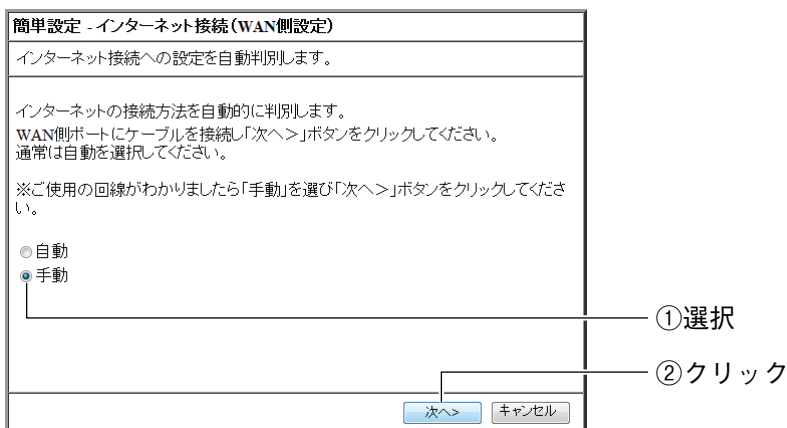 簡単設定 - インターネット接続(WAN側設定)
インターネット接続への設定を自動判別します。
インターネットの接続方法を自動的に判別します。
WAN側ポートにケーブルを接続し「次へ>」ボタンをクリックしてください。
通常は自動を選択してください。
※ご使用の回線がわかりましたら「手動」を選び「次へ>」ボタンをクリックしてくださ
い。
自動
手動
①選択
②クリック
次へ>
キャンセル